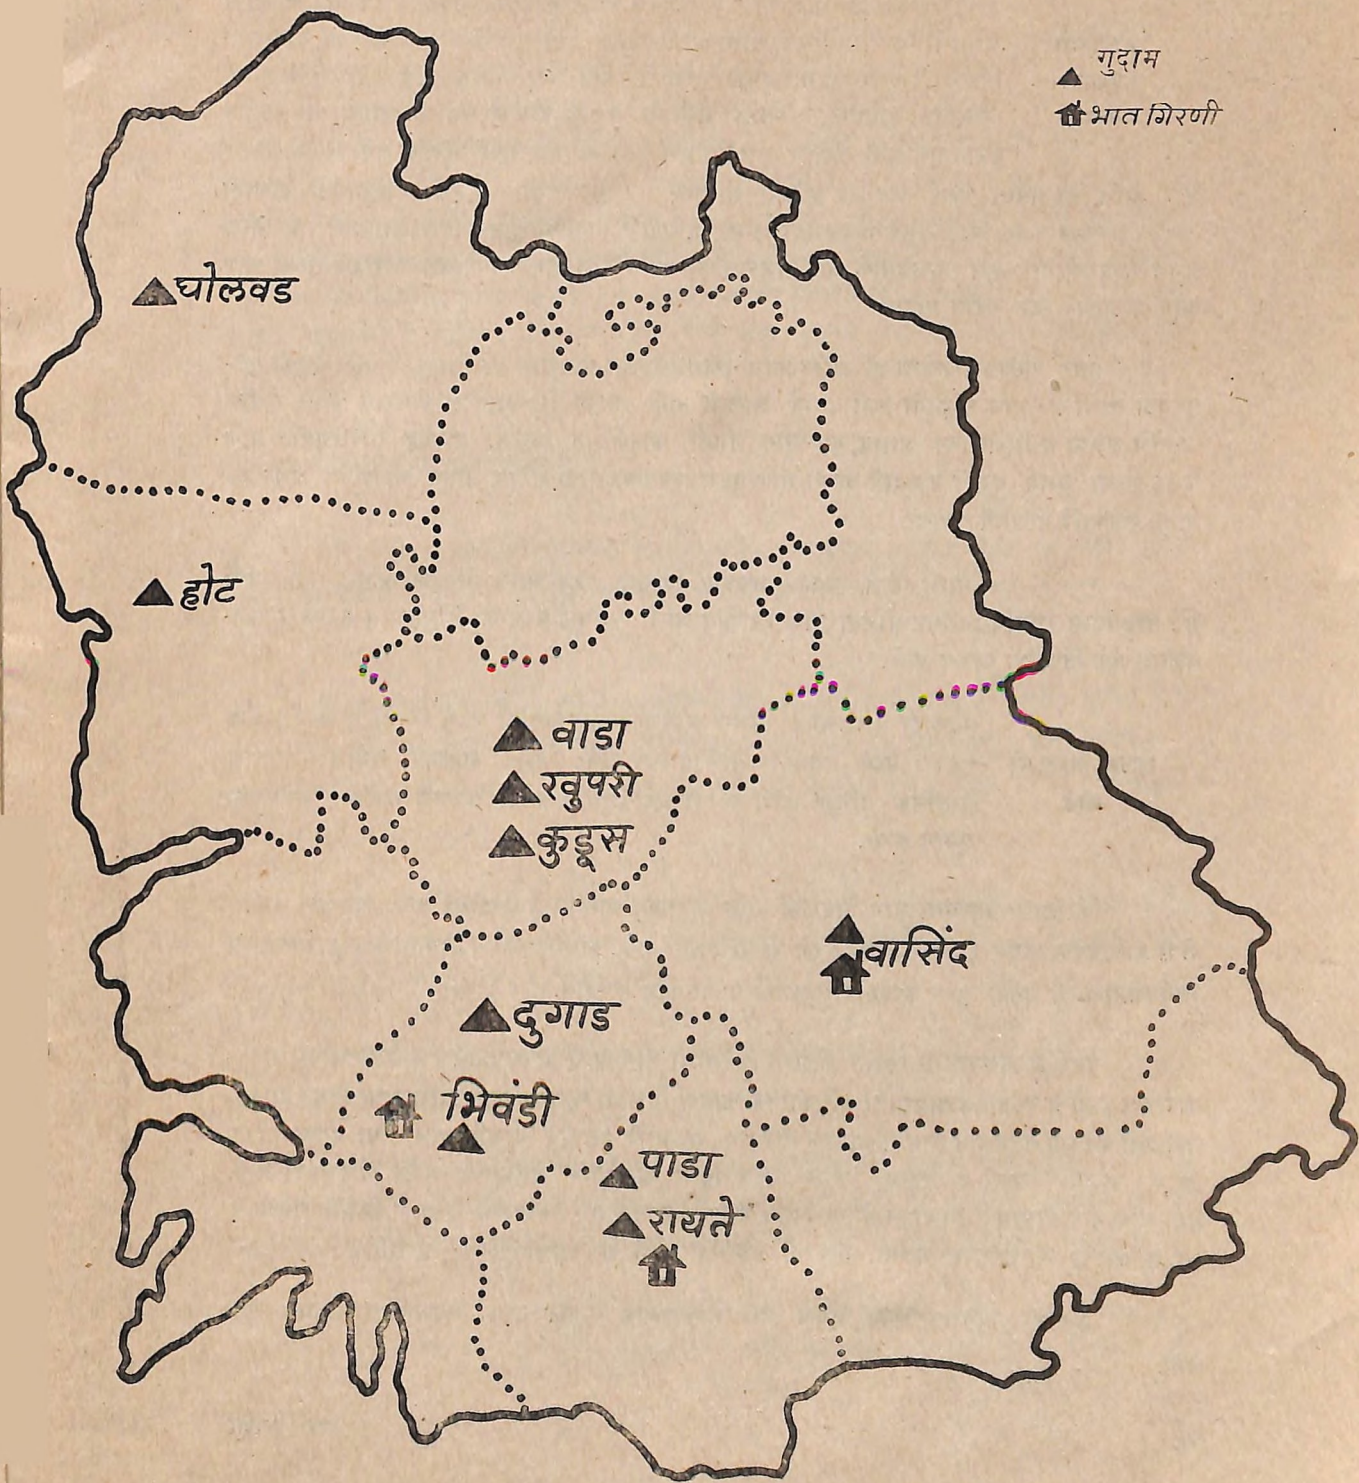 गुदाम
भात गिरणी
घोलवड
होट
वाडा
खुपरी
कुडूस
वासिंद
दुगाड
भिवंडी
पाडा
रायते